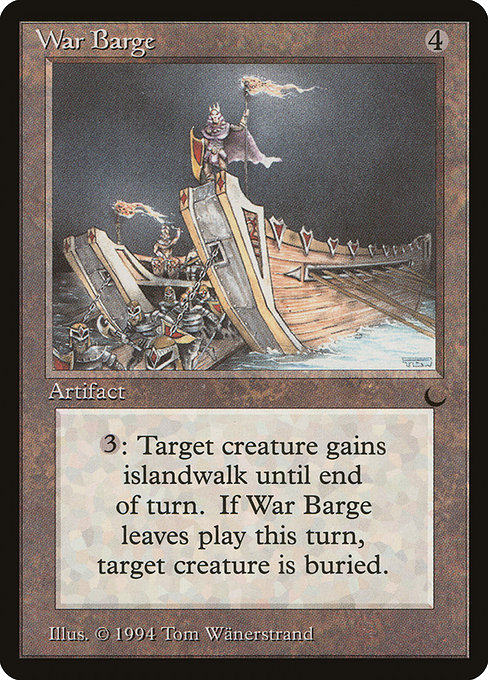 War Barge 4
Artifact
3: Target creature gains
islandwalk until end
of turn. If War Barge
leaves play this turn,
target creature is buried.
Illus. © 1994 Tom Wänerstrand